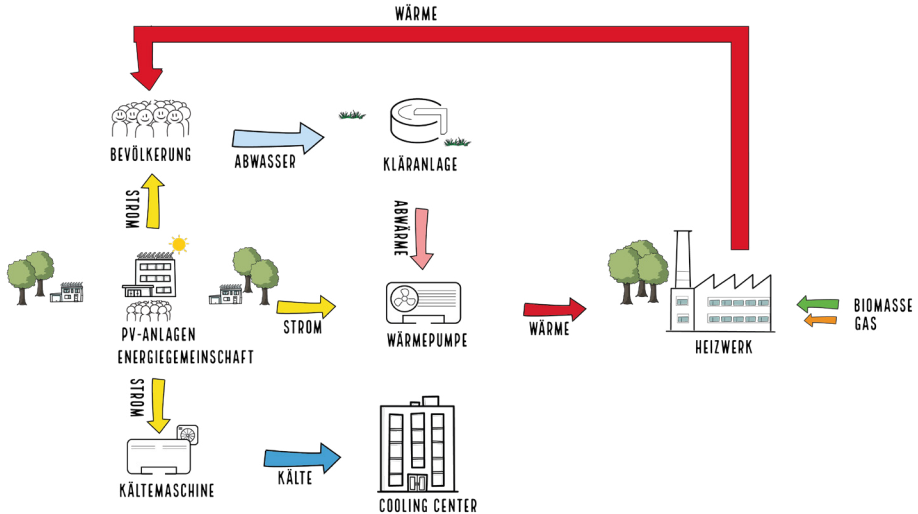 WÄRME
BEVÖLKERUNG
ABWASSER
KLÄRANLAGE
STROM
ABWÄRME
PV-ANLAGEN
ENERGIEGEMEINSCHAFT
STROM
WÄRMEPUMPE
WÄRME
HEIZWERK
BIOMASSE
GAS
STROM
KÄLTEMASCHINE
KÄLTE
COOLING CENTER